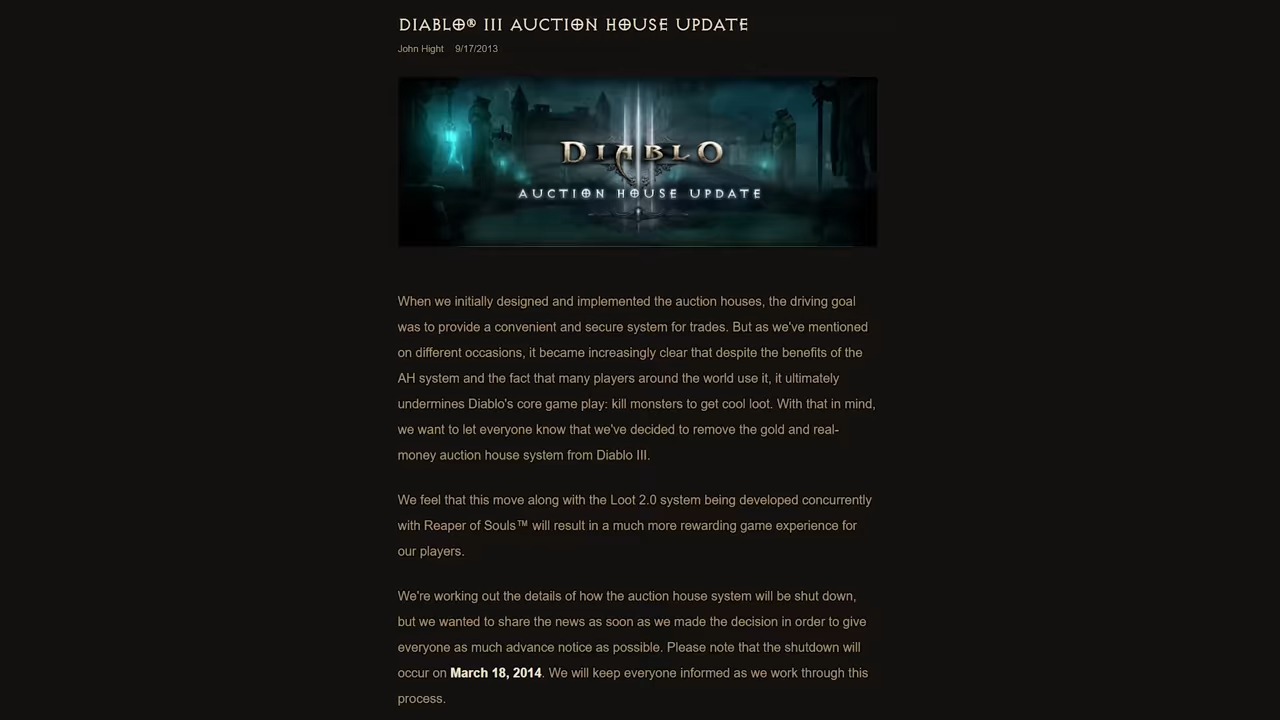 DIABLO® III AUCTION HOUSE UPDATE
John Hight 9/17/2013
DIABLO
AUCTION HOUSE UPDATE
When we initially designed and implemented the auction houses, the driving goal
was to provide a convenient and secure system for trades. But as we've mentioned
on different occasions, it became increasingly clear that despite the benefits of the
AH system and the fact that many players around the world use it, it ultimately
undermines Diablo's core game play: kill monsters to get cool loot. With that in mind,
we want to let everyone know that we've decided to remove the gold and real-
money auction house system from Diablo III.
We feel that this move along with the Loot 2.0 system being developed concurrently
with Reaper of Souls™ will result in a much more rewarding game experience for
our players.
We're working out the details of how the auction house system will be shut down,
but we wanted to share the news as soon as we made the decision in order to give
everyone as much advance notice as possible. Please note that the shutdown will
occur on March 18, 2014. We will keep everyone informed as we work through this
process.